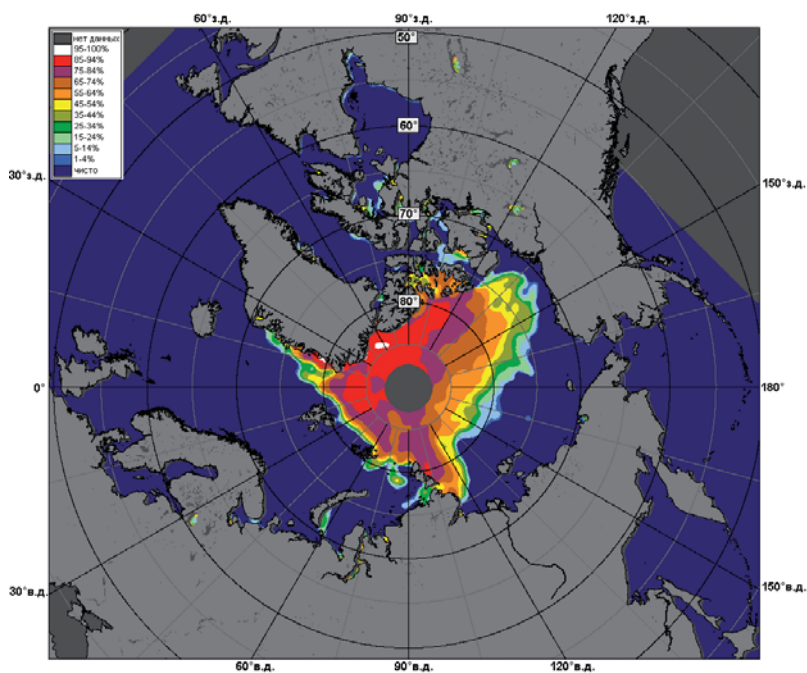 60°з.д.
90°з.д.
120°з.д.
нет данных
95-100%
85-94%
75-84%
65-74%
55-64%
45-54%
35-44%
25-34%
15-24%
5-14%
1-4%
чисто
50°
60°
70°
80°
30°з.д.
150°з.д.
0°
180°
30°в.д.
150°в.д.
60°в.д.
90°в.д.
120°в.д.